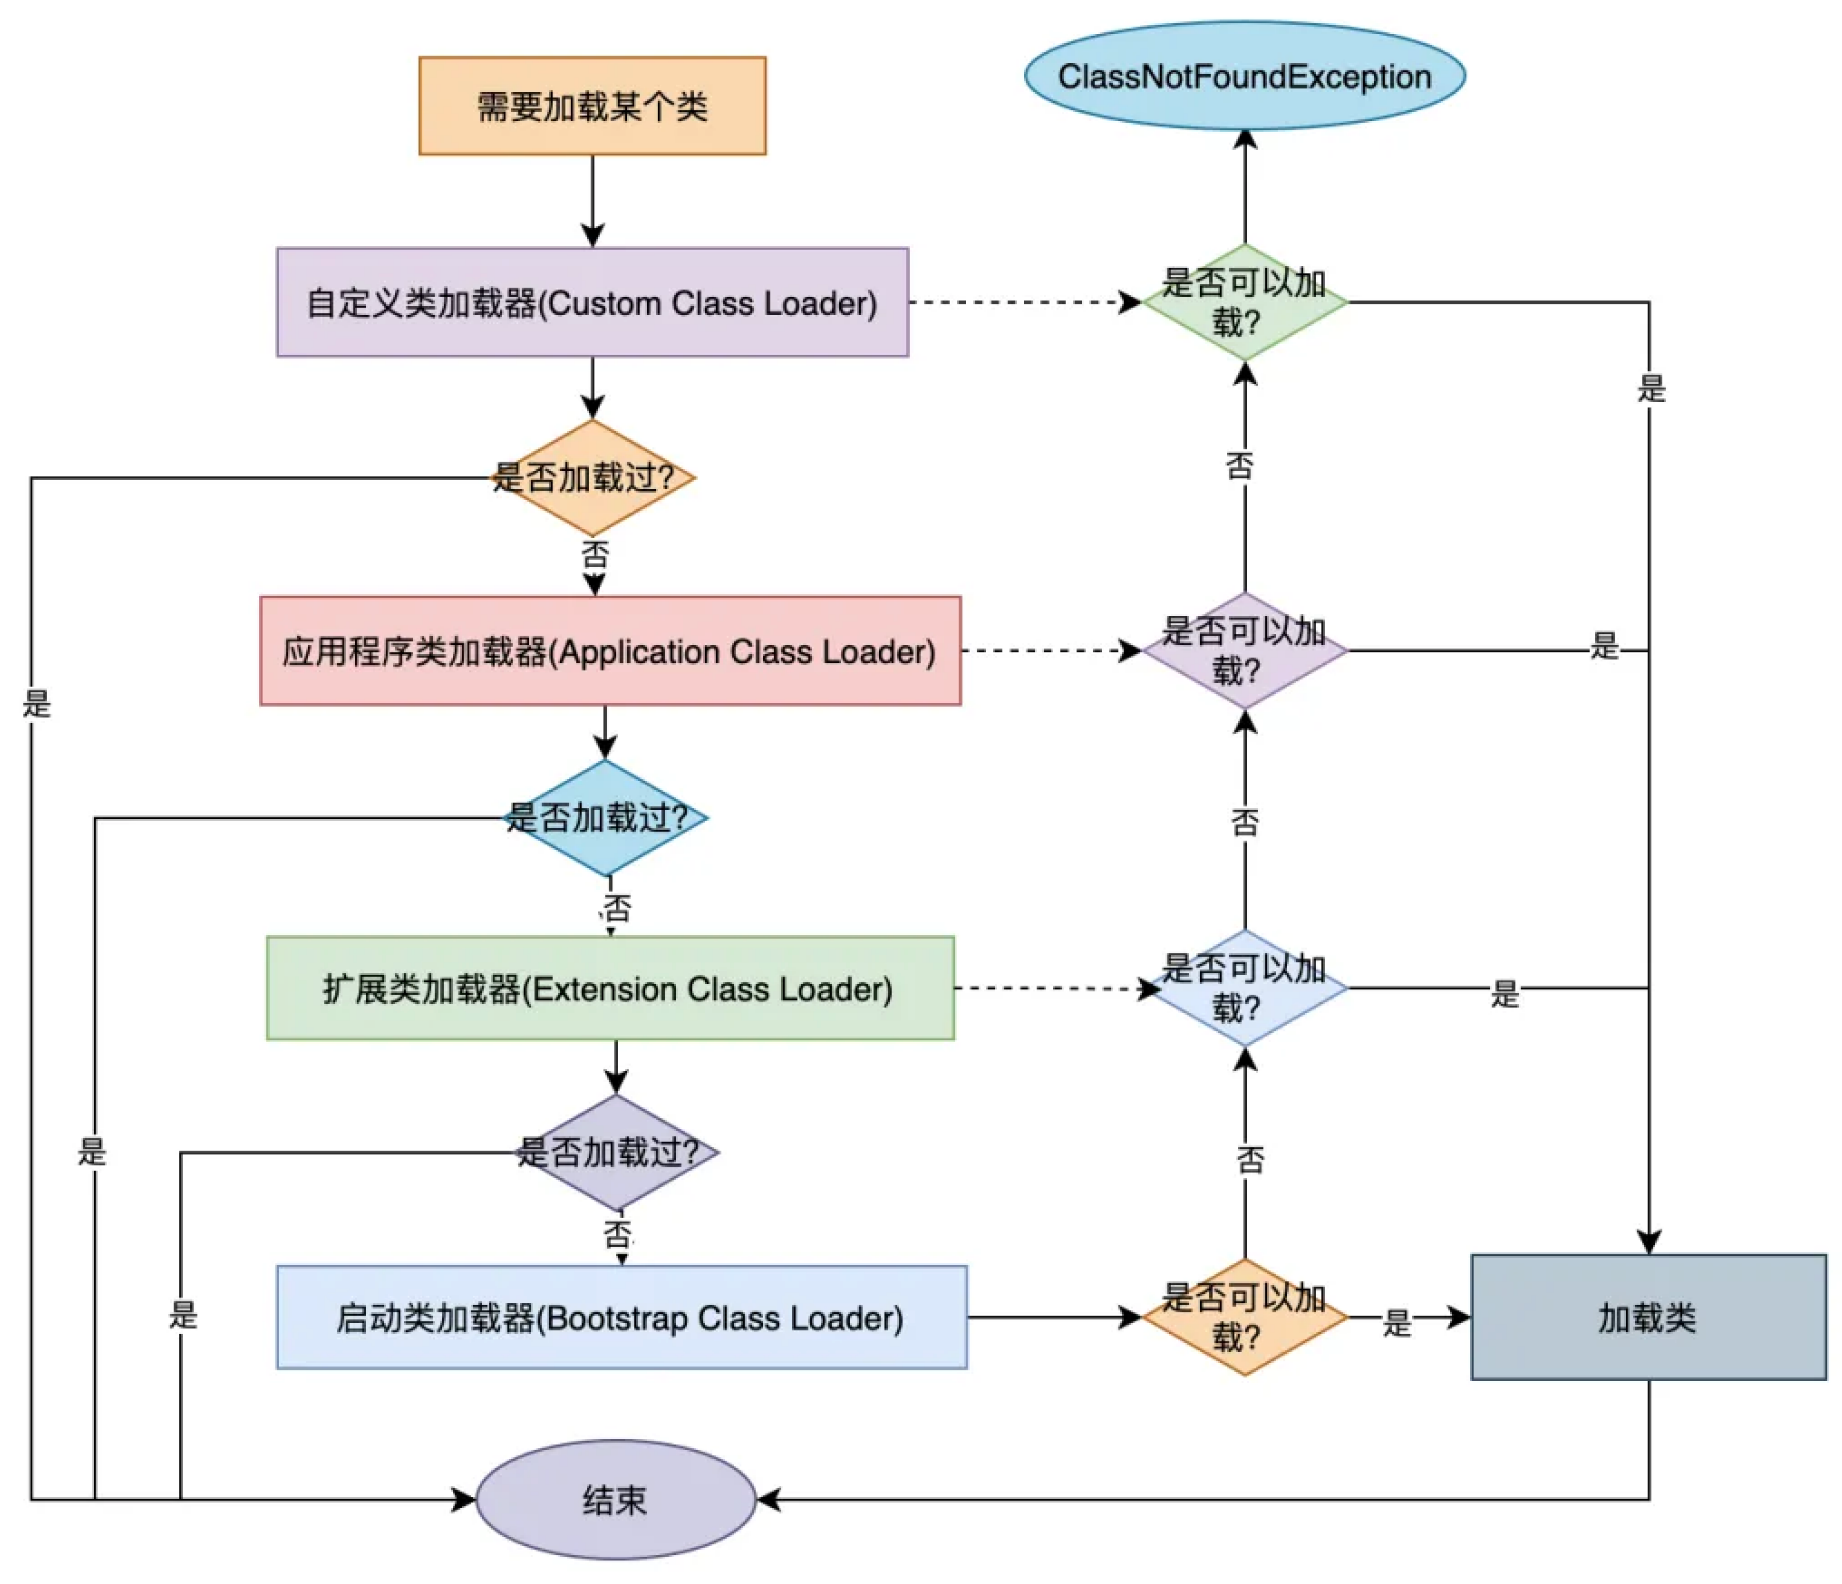 ClassNotFoundException
需要加载某个类
自定义类加载器(Custom Class Loader)
是否可以加
载?
是
否
是否加载过?
否
应用程序类加载器(Application Class Loader)
是否可以加
载?
是
是
是否加载过?
否
否
扩展类加载器(Extension Class Loader)
是否可以加
载?
是
是
是否加载过?
否
否
是
启动类加载器(Bootstrap Class Loader)
是否可以加
载?
是
加载类
结束